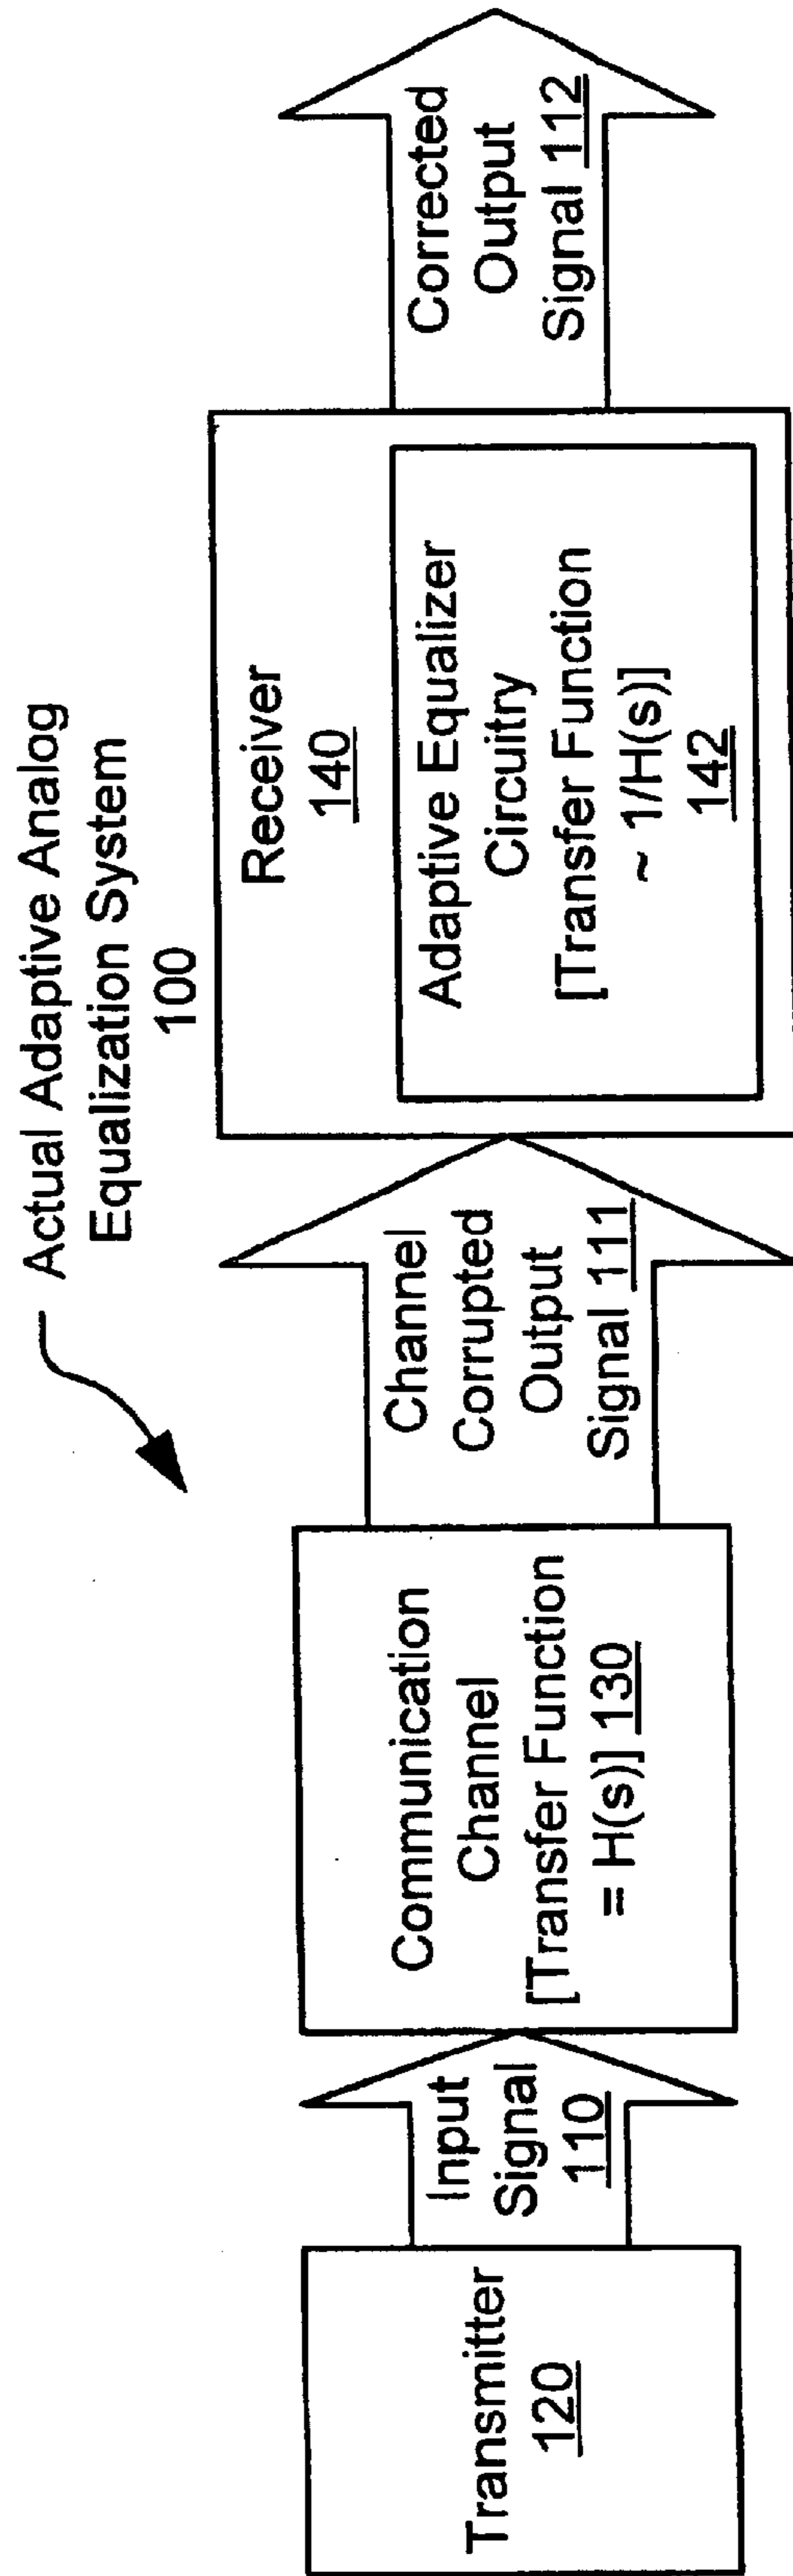 Actual Adaptive Analog
Equalization System
100
Transmitter
120
Input
Signal
110
Communication
Channel
[Transfer Function
= H(s)] 130
Channel
Corrupted
Output
Signal 111
Receiver
140
Adaptive Equalizer
Circuitry
[Transfer Function
~ 1/H(s)]
142
Corrected
Output
Signal 112